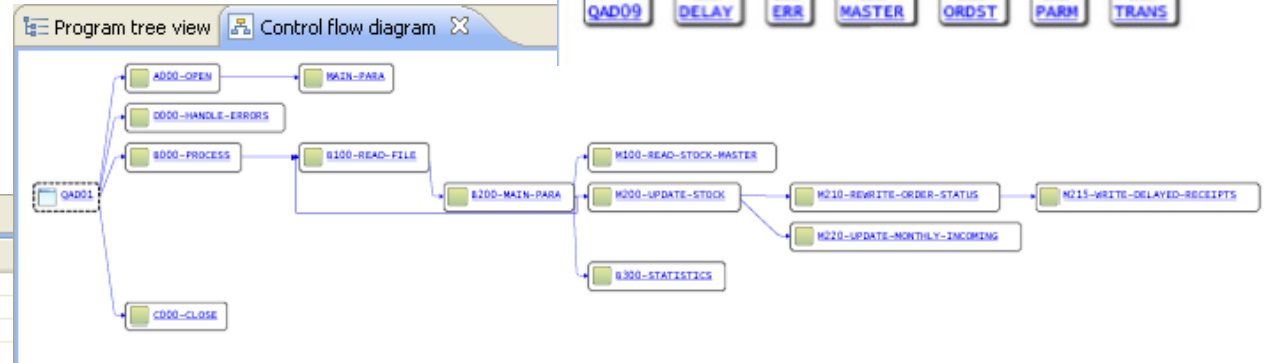 QAD09 DELAY ERR MASTER ORDST PARM TRANS
Program tree view Control flow diagram
A000-OPEN MAIN-PARA
D000-HANDLE-ERRORS
B000-PROCESS B100-READ-FILE M100-READ-STOCK-MASTER
QAD01 B200-MAIN-PARA M200-UPDATE-STOCK M210-REWRITE-ORDER-STATUS M215-WRITE-DELAYED-RECEIPTS
M220-UPDATE-MONTHLY-INCOMING
B300-STATISTICS
C000-CLOSE